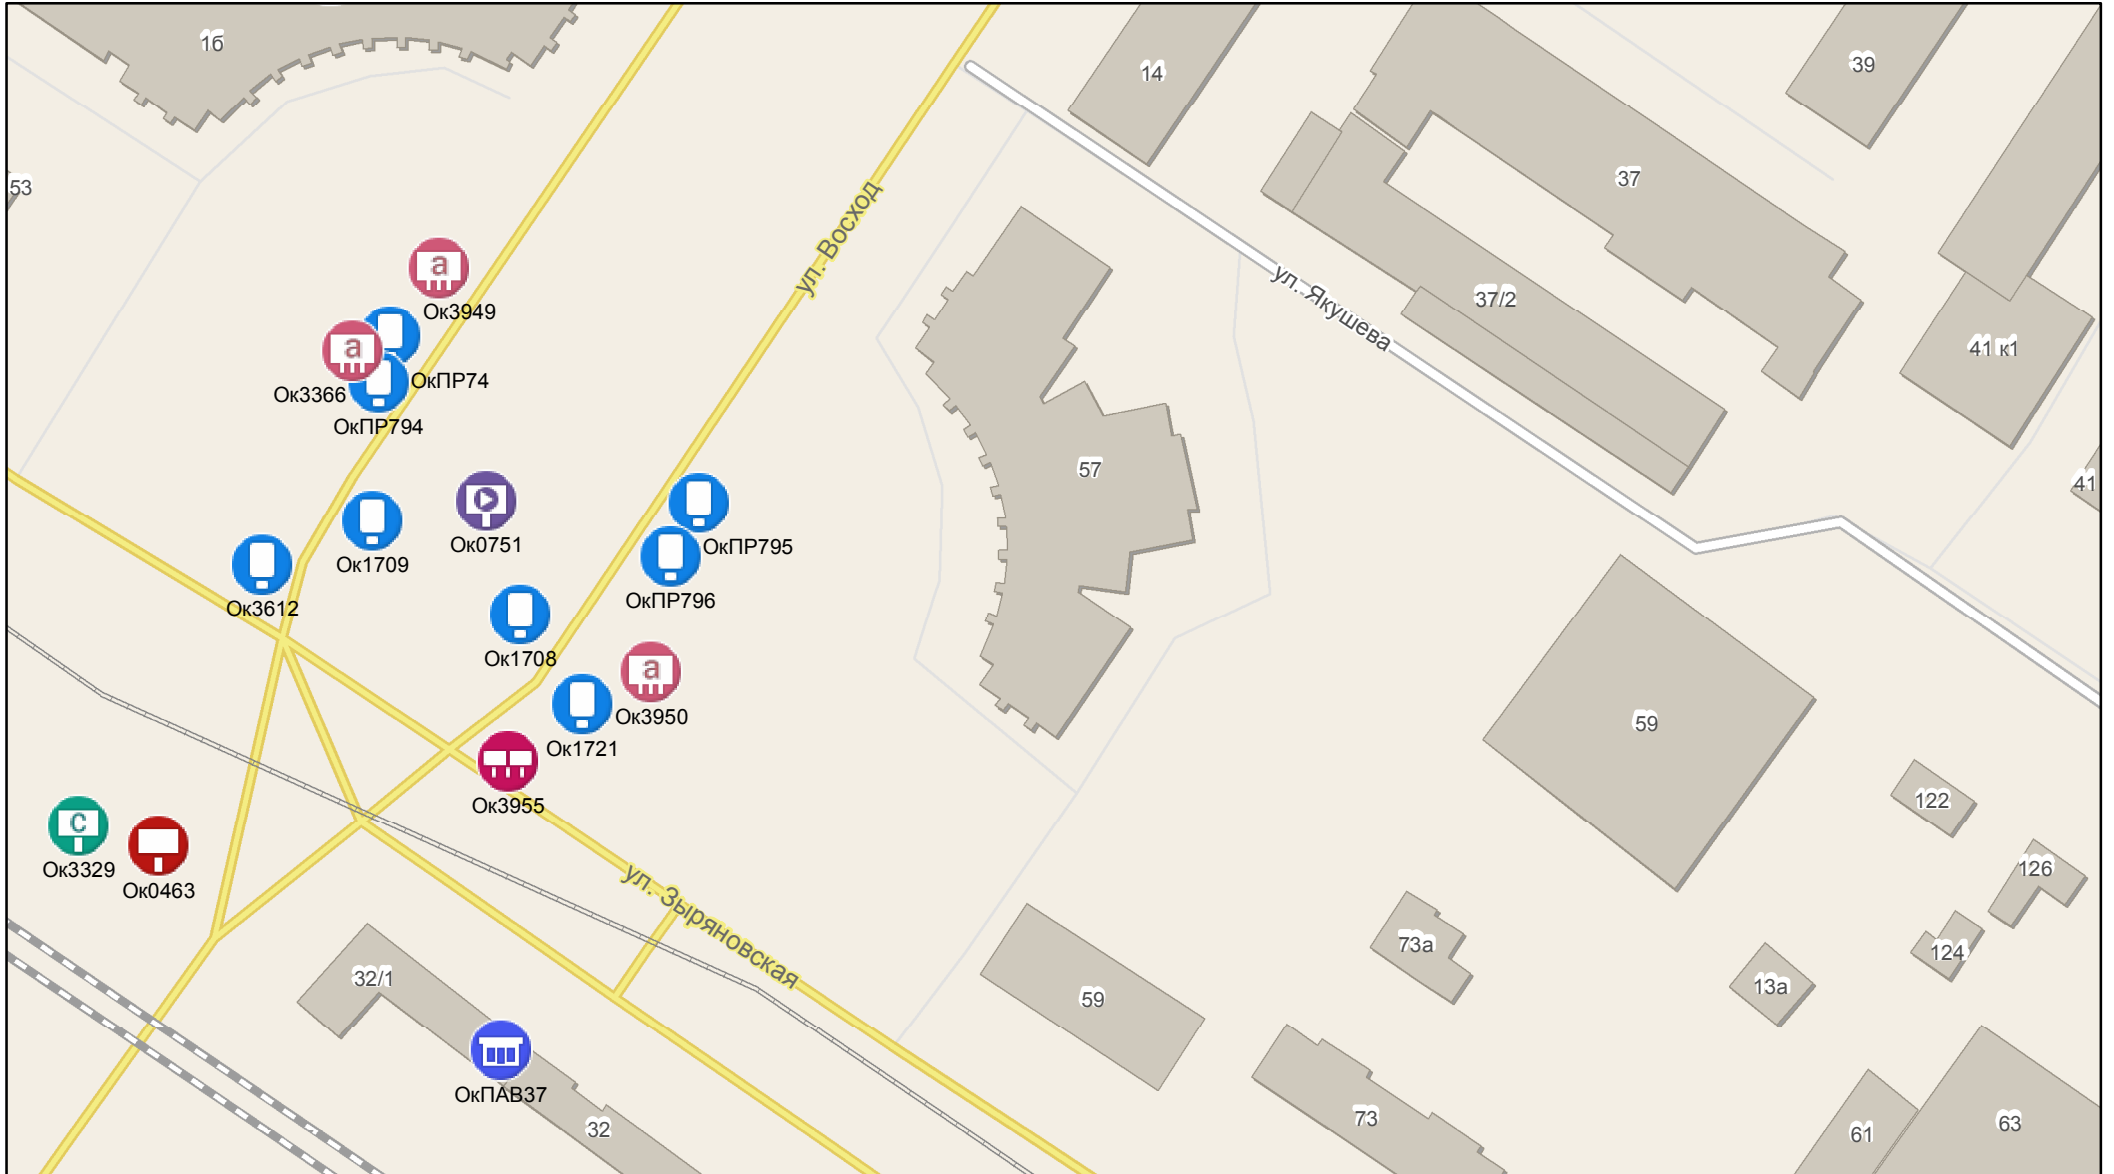 1б
14
39
37
53
ул. Восход
а
Ок3949
ул. Якушева
37/2
41 к1
а
ОкПР74
Ок3366
ОкПР794
57
41
ОкПР795
Ок0751
Ок1709
ОкПР796
Ок3612
Ок1708
а
Ок3950
59
Ок1721
Ок3955
122
С
Ок3329
Ок0463
126
ул. Зыряновская
73а
124
32/1
13а
59
ОкПАВ37
73
32
61
63